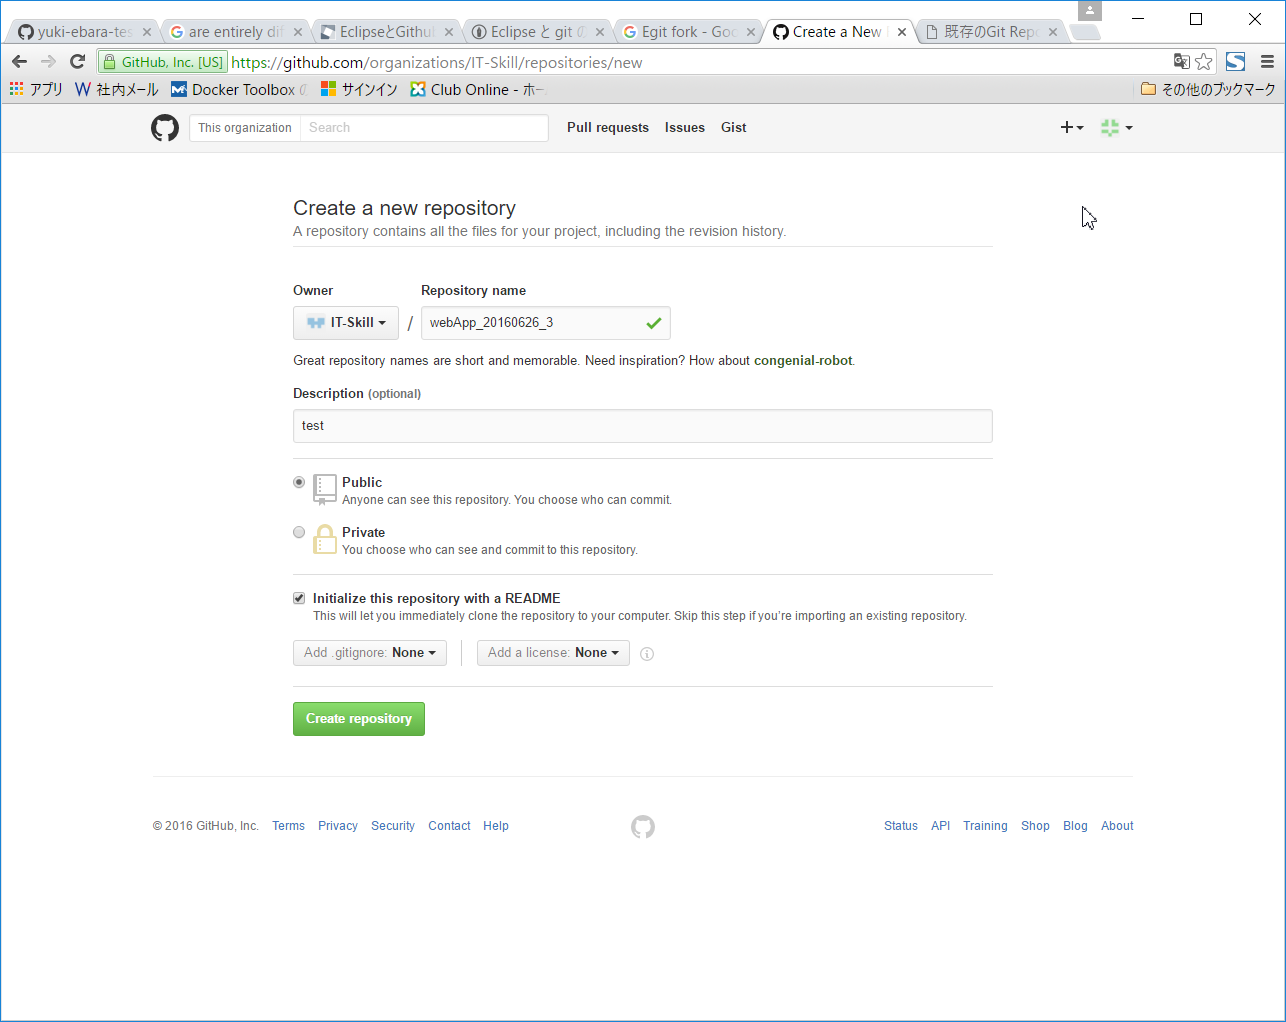 yuki-ebara-tes
are entirely dif
EclipseとGithu
Eclipse と git の
Egit fork - Goo
Create a New
既存のGit Repo
GitHub, Inc. [US] https://github.com/organizations/IT-Skill/repositories/new
アプリ 社内メール Docker Toolbox サインイン Club Online - ホー その他のブックマーク
This organization Search Pull requests Issues Gist
Create a new repository
A repository contains all the files for your project, including the revision history.
Owner Repository name
IT-Skill / webApp_20160626_3
Great repository names are short and memorable. Need inspiration? How about congenial-robot.
Description (optional)
test
Public
Anyone can see this repository. You choose who can commit.
Private
You choose who can see and commit to this repository.
Initialize this repository with a README
This will let you immediately clone the repository to your computer. Skip this step if you're importing an existing repository.
Add .gitignore: None Add a license: None
Create repository
© 2016 GitHub, Inc. Terms Privacy Security Contact Help Status API Training Shop Blog About